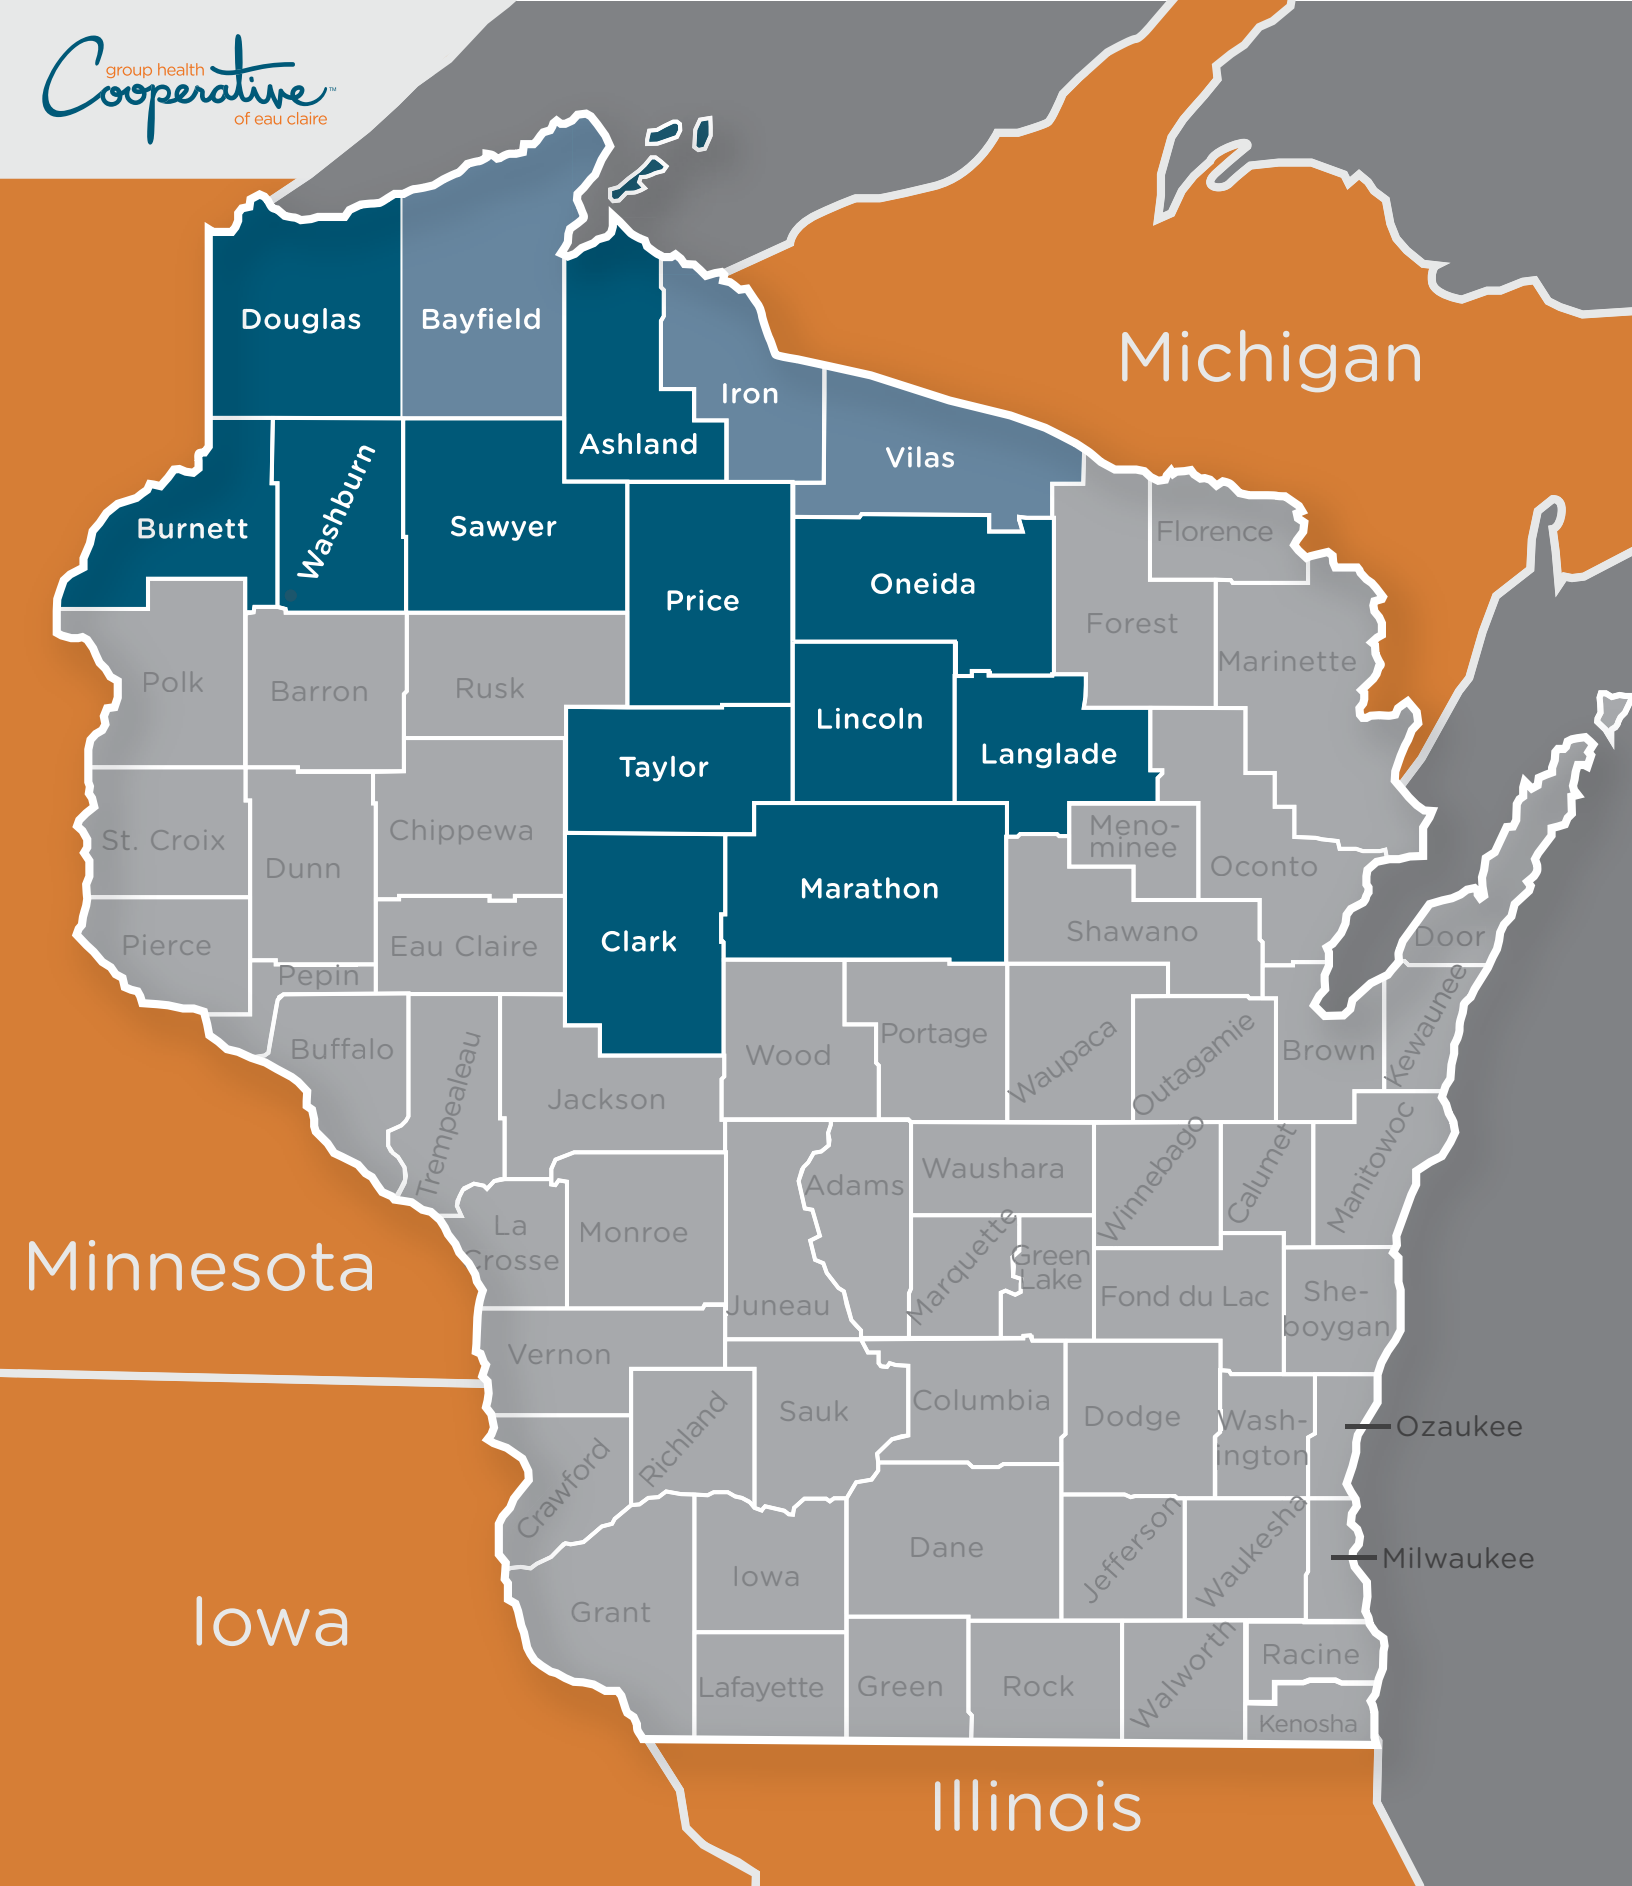 group health
Cooperative™
of eau claire
Michigan
Douglas
Bayfield
Iron
Ashland
Vilas
Washburn
Burnett
Sawyer
Florence
Oneida
Price
Forest
Marinette
Polk
Barron
Rusk
Lincoln
Langlade
Taylor
Meno-
minee
Chippewa
St. Croix
Dunn
Oconto
Marathon
Shawano
Door
Clark
Pierce
Eau Claire
Pepin
Kewaunee
Portage
Buffalo
Wood
Waupaca
Outagamie
Brown
Trempealeau
Jackson
Manitowoc
Waushara
Winnebago
Calumet
Adams
La
Crosse
Monroe
Minnesota
Marquette
Green
Lake
Fond du Lac
She-
boygan
Juneau
Vernon
Richland
Sauk
Columbia
Dodge
Wash-
ington
Ozaukee
Crawford
Dane
Jefferson
Waukesha
Milwaukee
Iowa
Grant
Iowa
Lafayette
Green
Rock
Walworth
Racine
Kenosha
Illinois